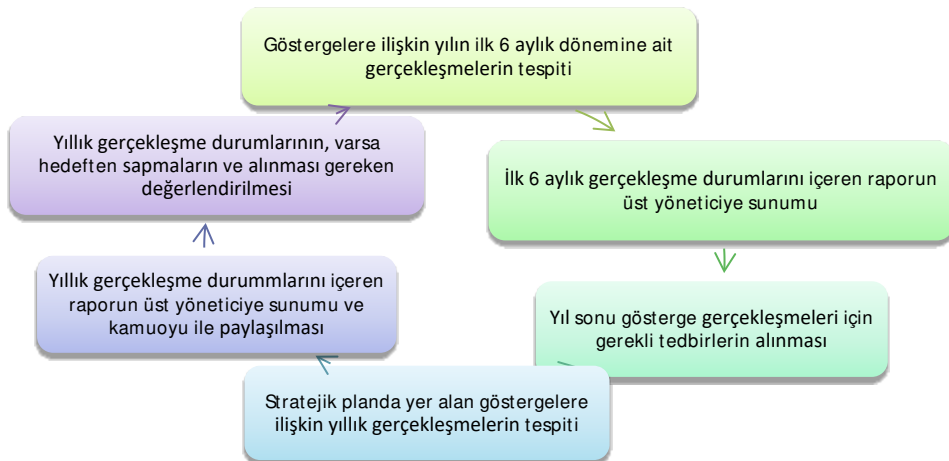 Göstergelere ilişkin yılın ilk 6 aylık dönemine ait
gerçekleşmelerin tespiti
İlk 6 aylık gerçekleşme durumlarını içeren raporun
üst yöneticiye sunumu
Yıl sonu gösterge gerçekleşmeleri için
gerekli tedbirlerin alınması
Stratejik planda yer alan göstergelere
ilişkin yıllık gerçekleşmelerin tespiti
Yıllık gerçekleşme durummlarını içeren
raporun üst yöneticiye sunumu ve
kamuoyu ile paylaşılması
Yıllık gerçekleşme durumlarının, varsa
hedeften sapmaların ve alınması gereken
değerlendirilmesi